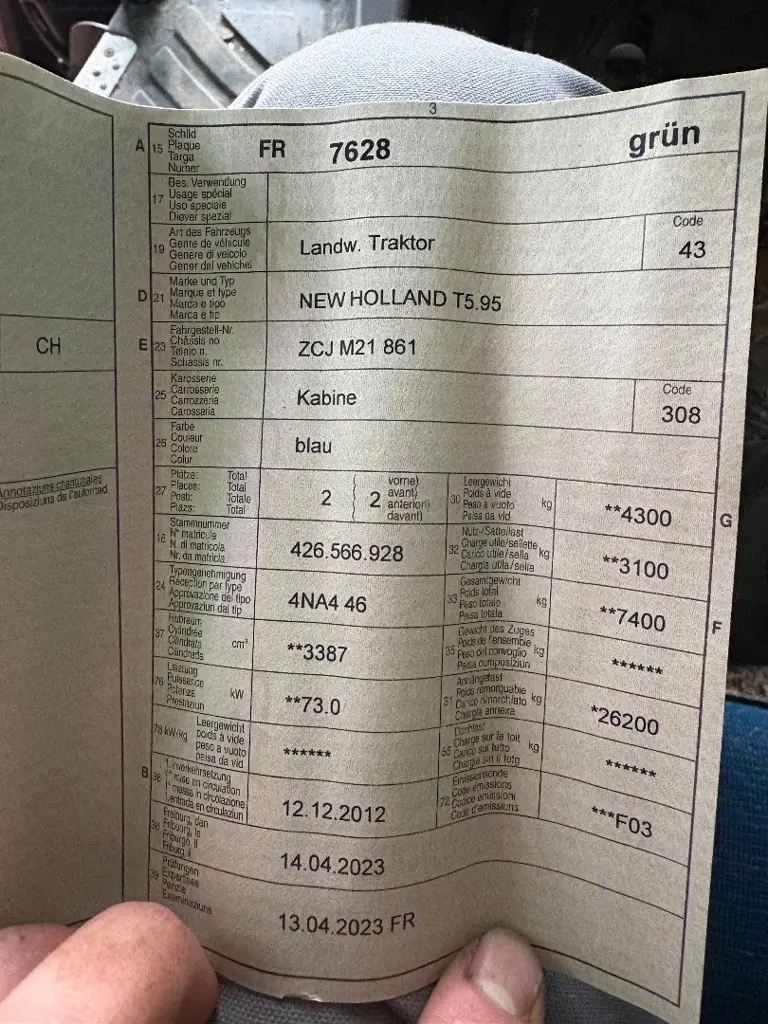 3
A 15 Schild
Plaque
Targa
Numer
FR 7628 grün
17 Bes. Verwendung
Usage spécial
Uso speciale
Diever spezial
19 Art des Fahrzeugs
Genre de véhicule
Genere di veicolo
Gener dal vehichel
Landw. Traktor
Code
43
D 21 Marke und Typ
Marque et type
Marca e tipo
Marca e tip
NEW HOLLAND T5.95
CH
E 23 Fahrgestell-Nr.
Châssis no
Telaio n.
Schassis nr.
ZCJ M21 861
25 Karosserie
Carrosserie
Carrozzeria
Carossaria
Kabine
Code
308
Farbe
Couleur
Colore
Colur
blau
Annotaziuns chantunalas
Disposiziuns da l'autoritad
27 Plätze: Total
Places: Total
Posti: Totale
Plazs: Total
2
2
vorne)
avant)
anteriori)
davant)
30 Leergewicht
Poids à vide
Peso a vuoto
Paisa da vid
kg
**4300
G
18 Stammnummer
N° matricule
N. di matricola
Nr. da matricla
426.566.928
32 Nutz-/Sattellast
Charge utile/sellette
Carico utile/sella
Chargia utila/sella
kg
**3100
24 Typengenehmigung
Réception par type
Approvazione del tipo
Approvaziun dal tip
4NA4 46
33 Gesamtgewicht
Poids total
Peso totale
Paisa totala
kg
**7400
F
37 Hubraum
Cylindrée
Cilindrata
Cilindrada
cm³
**3387
35 Gewicht des Zuges
Poids de l'ensemble
Peso del convoglio
Paisa cumposiziun
kg
******
76 Leistung
Puissance
Potenza
Prestaziun
kW
**73.0
31 Anhängelast
Poids remorquable
Carico rimorchiato
Chargia annexa
kg
*26200
78 kW/kg Leergewicht
poids à vide
peso a vuoto
paisa da vid
******
55 Dachlast
Charge sur le toit
Carico sul tetto
Chargia sin il tetg
kg
******
B 36 1. Inverkehrsetzung
1re mise en circulation
1a messa in circolazione
1. entrada en circulaziun
12.12.2012
72 Emissionscode
Code émissions
Codice emissioni
Code d'emissiuns
***F03
38 Freiburg, den
Fribourg, le
Friburgo, il
Friburg, il
14.04.2023
39 Prüfungen
Expertises
Perizie
Examinaziuns
13.04.2023 FR